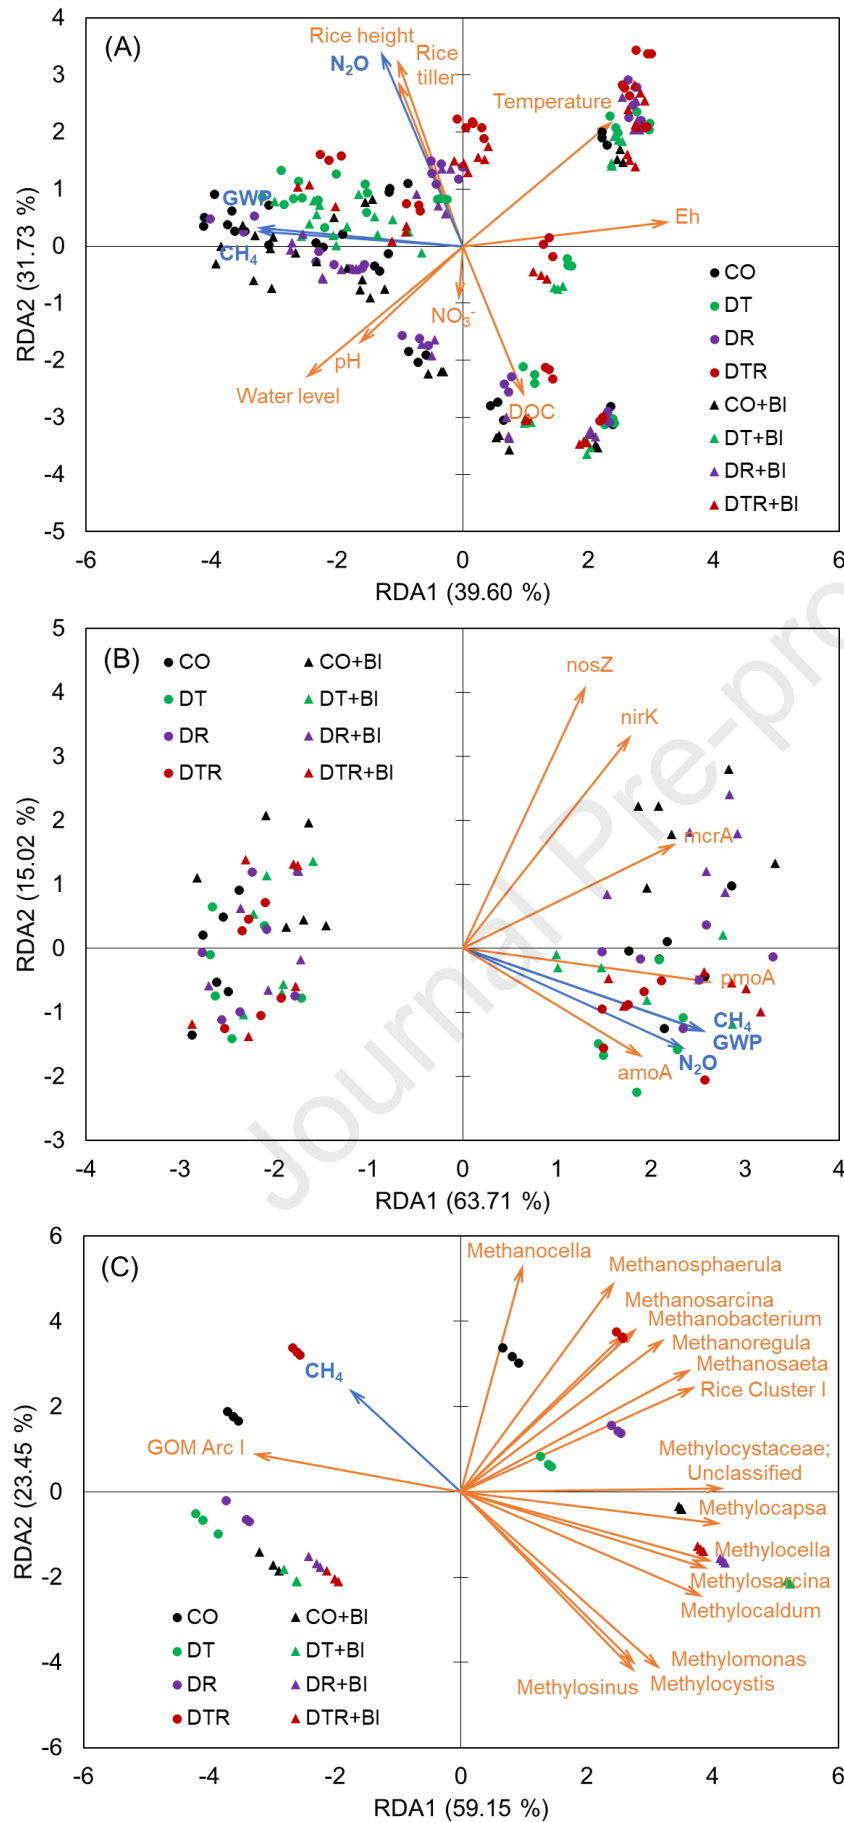 (A)
4
3
2
1
0
-1
-2
-3
-4
-5
RDA2 (31.73 %)
Rice height
N₂O
Rice
tiller
Temperature
GWP
CH₄
Eh
NO₃⁻
pH
Water level
DOC
CO
DT
DR
DTR
CO+BI
DT+BI
DR+BI
DTR+BI
-6 -4 -2 0 2 4 6
RDA1 (39.60 %)
(B)
5
4
3
2
1
0
-1
-2
-3
RDA2 (15.02 %)
CO CO+BI
DT DT+BI
DR DR+BI
DTR DTR+BI
nosZ
nirK
mcrA
pmoA
CH₄
GWP
N₂O
amoA
-4 -3 -2 -1 0 1 2 3 4
RDA1 (63.71 %)
Journal Pre-pro
(C)
6
4
2
0
-2
-4
-6
RDA2 (23.45 %)
Methanocella
Methanosphaerula
Methanosarcina
Methanobacterium
Methanoregula
Methanosaeta
Rice Cluster I
CH₄
GOM Arc I
Methylocystaceae;
Unclassified
Methylocapsa
Methylocella
Methylosarcina
Methylocaldum
Methylomonas
Methylosinus Methylocystis
CO CO+BI
DT DT+BI
DR DR+BI
DTR DTR+BI
-6 -4 -2 0 2 4 6
RDA1 (59.15 %)